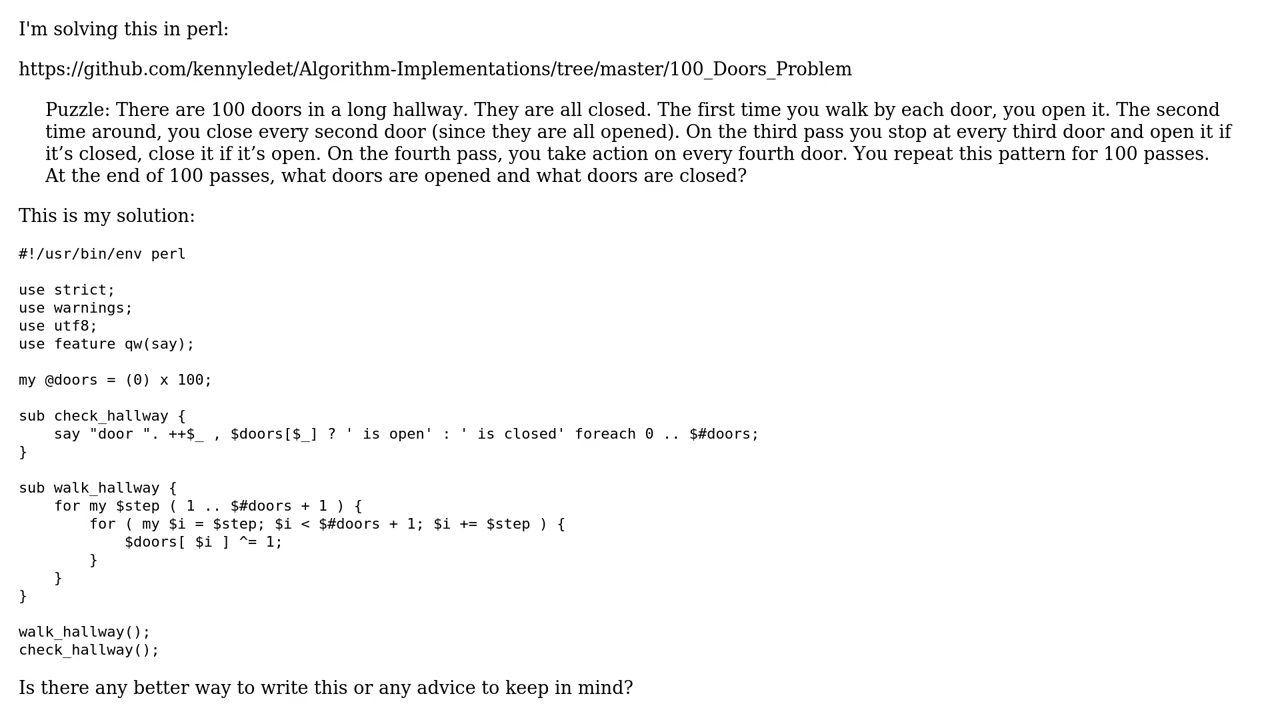 I'm solving this in perl:
https://github.com/kennyledet/Algorithm-Implementations/tree/master/100_Doors_Problem
Puzzle: There are 100 doors in a long hallway. They are all closed. The first time you walk by each door, you open it. The second
time around, you close every second door (since they are all opened). On the third pass you stop at every third door and open it if
it’s closed, close it if it’s open. On the fourth pass, you take action on every fourth door. You repeat this pattern for 100 passes.
At the end of 100 passes, what doors are opened and what doors are closed?
This is my solution:
#!/usr/bin/env perl
use strict;
use warnings;
use utf8;
use feature qw(say);
my @doors = (0) x 100;
sub check_hallway {
    say "door ". ++$_ , $doors[$_] ? ' is open' : ' is closed' foreach 0 .. $#doors;
}
sub walk_hallway {
    for my $step ( 1 .. $#doors + 1 ) {
        for ( my $i = $step; $i < $#doors + 1; $i += $step ) {
            $doors[ $i ] ^= 1;
        }
    }
}
walk_hallway();
check_hallway();
Is there any better way to write this or any advice to keep in mind?